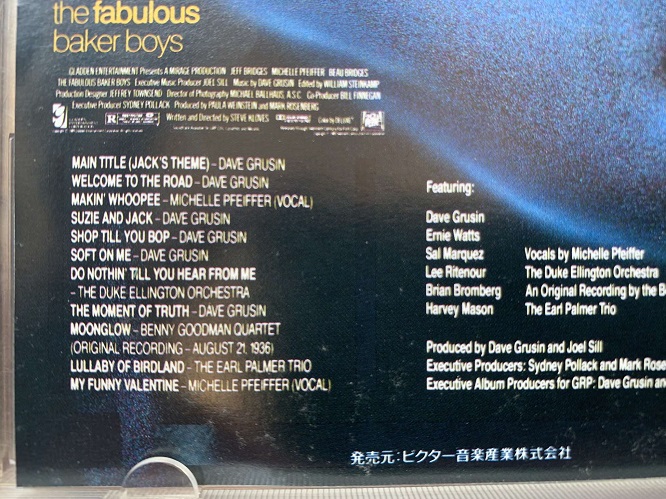 the fabulous
baker boys
GLADDEN ENTERTAINMENT Presents A MIRAGE PRODUCTION JEFF BRIDGES MICHELLE PFEIFFER BEAU BRIDGES
THE FABULOUS BAKER BOYS Executive Music Producer JOEL SILL Music by DAVE GRUSIN Edited by WILLIAM STEINKAMP
Production Designer JEFFREY TOWNSEND Director of Photography MICHAEL BALLHAUS, A.S.C. Co-Producer BILL FINNEGAN
Executive Producer SYDNEY POLLACK Produced by PAULA WEINSTEIN and MARK ROSENBERG
Written and Directed by STEVE KLOVES
Color by DELUXE
R
FOX
MAIN TITLE (JACK'S THEME) – DAVE GRUSIN
WELCOME TO THE ROAD – DAVE GRUSIN
MAKIN' WHOOPEE – MICHELLE PFEIFFER (VOCAL)
SUZIE AND JACK – DAVE GRUSIN
SHOP TILL YOU BOP – DAVE GRUSIN
SOFT ON ME – DAVE GRUSIN
DO NOTHIN' TILL YOU HEAR FROM ME
– THE DUKE ELLINGTON ORCHESTRA
THE MOMENT OF TRUTH – DAVE GRUSIN
MOONGLOW – BENNY GOODMAN QUARTET
(ORIGINAL RECORDING – AUGUST 21, 1936)
LULLABY OF BIRDLAND – THE EARL PALMER TRIO
MY FUNNY VALENTINE – MICHELLE PFEIFFER (VOCAL)
Featuring:
Dave Grusin
Ernie Watts
Sal Marquez
Lee Ritenour
Brian Bromberg
Harvey Mason
Vocals by Michelle Pfeiffer
The Duke Ellington Orchestra
An Original Recording by the
The Earl Palmer Trio
Produced by Dave Grusin and Joel Sill
Executive Producers: Sydney Pollack and Mark
Executive Album Producers for GRP: Dave Grusin
発売元:ビクター音楽産業株式会社